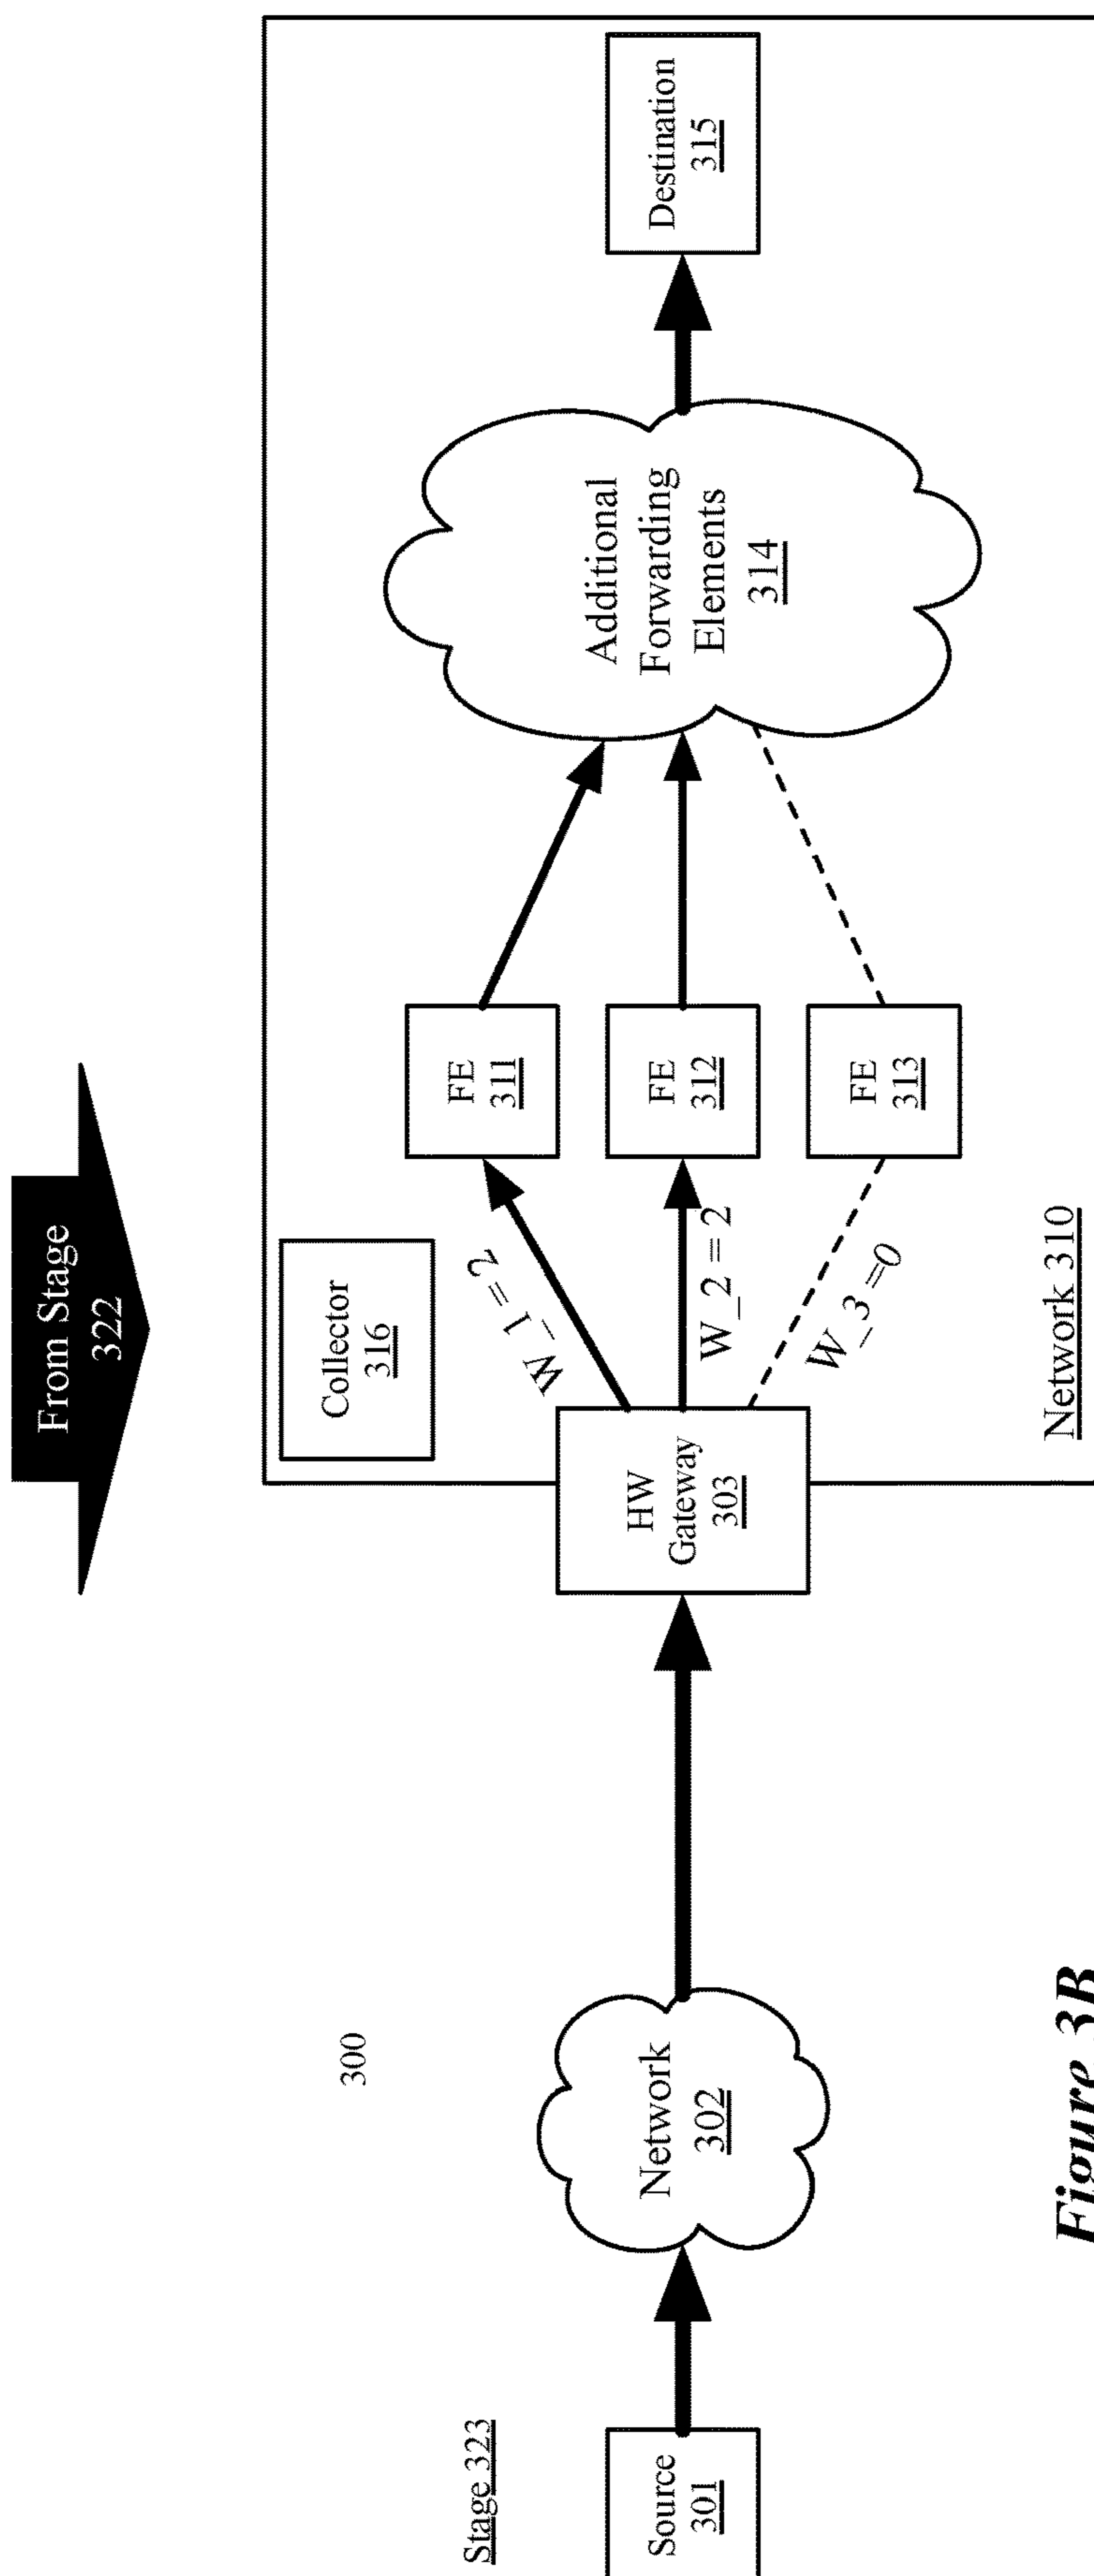 From Stage
322
Stage 323
300
Source
301
Network
302
HW
Gateway
303
Collector
316
W_1 = 2
W_2 = 2
W_3 =0
FE
311
FE
312
FE
313
Additional
Forwarding
Elements
314
Destination
315
Network 310
Figure 3B